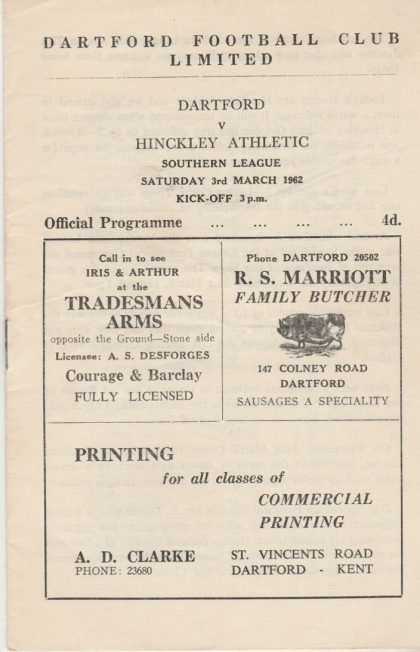 DARTFORD FOOTBALL CLUB
LIMITED
DARTFORD
v
HINCKLEY ATHLETIC
SOUTHERN LEAGUE
SATURDAY 3rd MARCH 1962
KICK-OFF 3 p.m.
Official Programme ... ... ... ... 4d.
Call in to see
IRIS & ARTHUR
at the
TRADESMANS
ARMS
opposite the Ground—Stone side
Licensee: A. S. DESFORGES
Courage & Barclay
FULLY LICENSED
Phone DARTFORD 20502
R. S. MARRIOTT
FAMILY BUTCHER
147 COLNEY ROAD
DARTFORD
SAUSAGES A SPECIALITY
PRINTING
for all classes of
COMMERCIAL
PRINTING
A. D. CLARKE
PHONE: 23680
ST. VINCENTS ROAD
DARTFORD - KENT